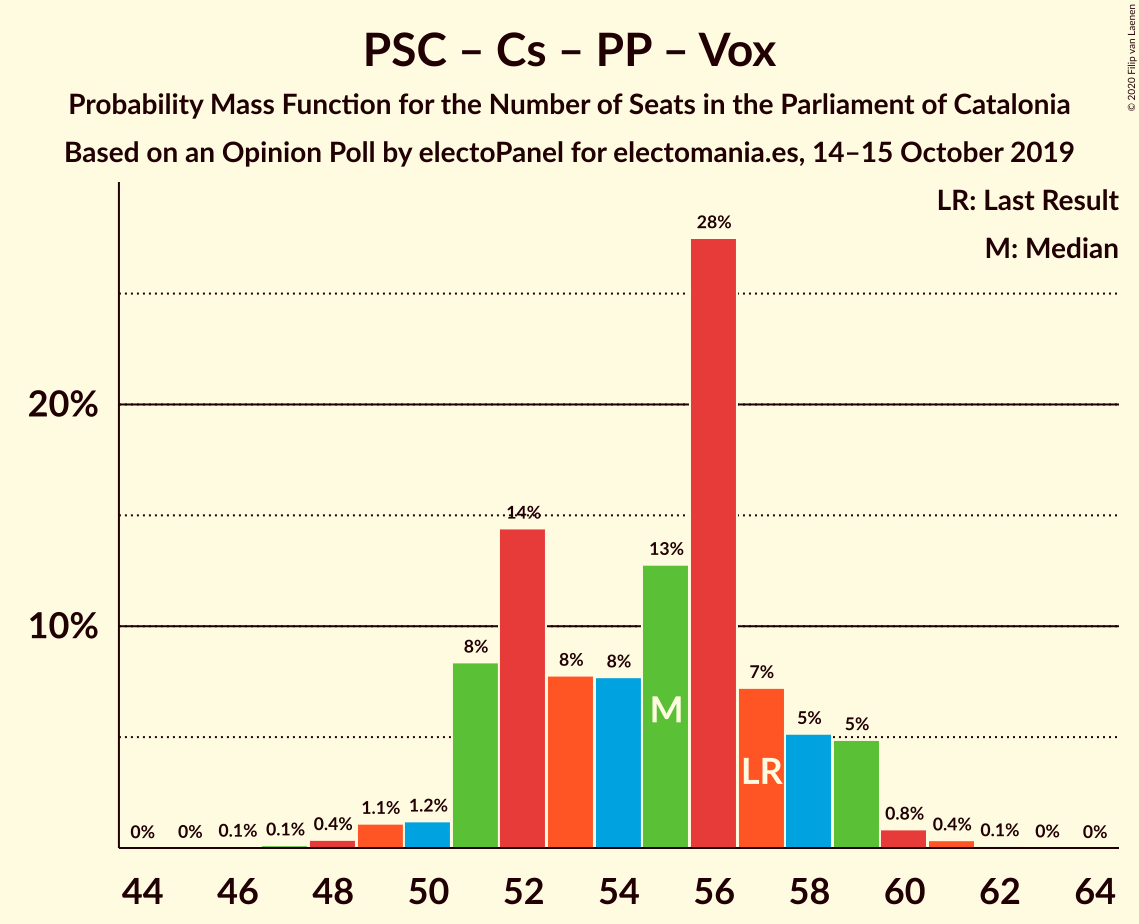 PSC – Cs – PP – Vox
Probability Mass Function for the Number of Seats in the Parliament of Catalonia
Based on an Opinion Poll by electoPanel for electomania.es, 14–15 October 2019
© 2020 Filip van Laenen
LR: Last Result
M: Median
20%
10%
0% 0% 0.1% 0.1% 0.4% 1.1% 1.2% 8% 14% 8% 8% 13% 28% 7% 5% 5% 0.8% 0.4% 0.1% 0% 0%
M
LR
44 46 48 50 52 54 56 58 60 62 64